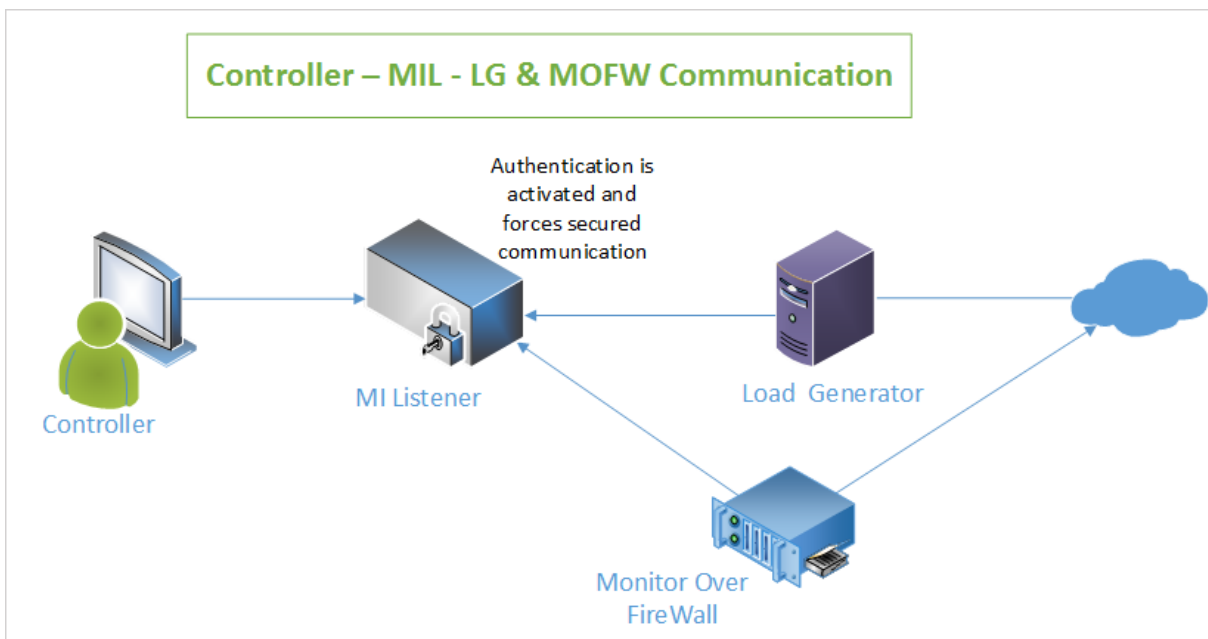 Controller – MIL - LG & MOFW Communication
Authentication is
activated and
forces secured
communication
Controller
MI Listener
Load Generator
Monitor Over
FireWall